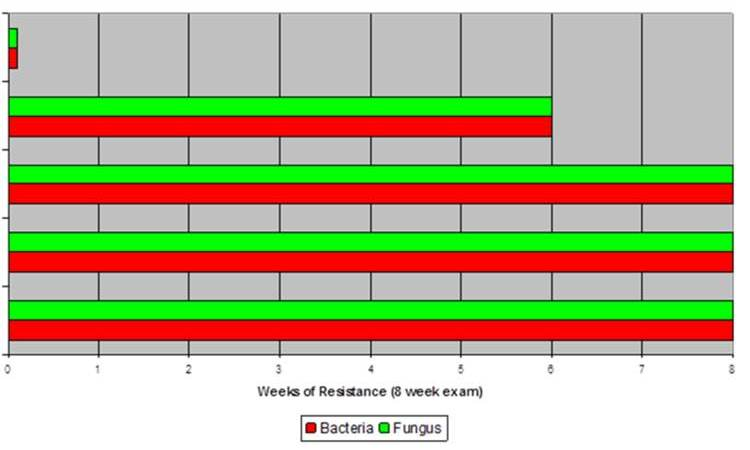 0 1 2 3 4 5 6 7 8
Weeks of Resistance (8 week exam)
Bacteria Fungus